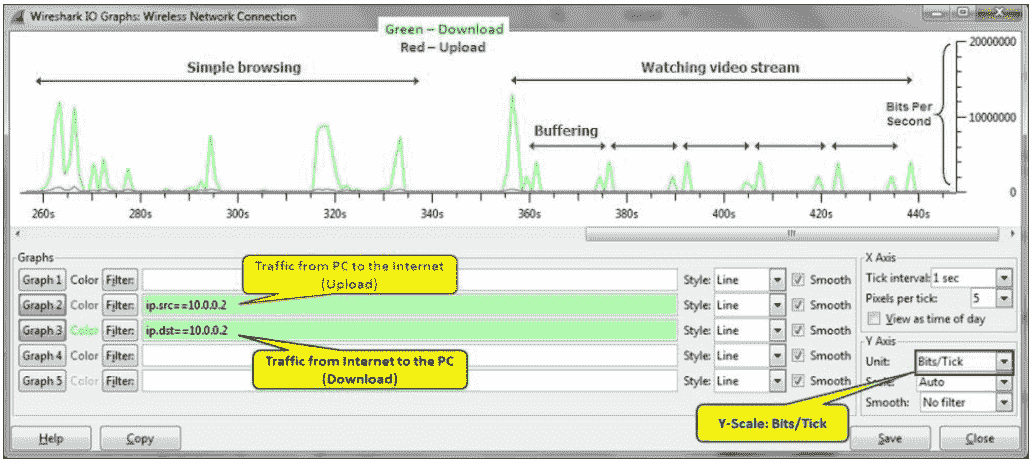 Wireshark IO Graphs: Wireless Network Connection
Green – Download
Red – Upload
Simple browsing
Watching video stream
Buffering
Bits Per
Second
20000000
10000000
0
260s 280s 300s 320s 340s 360s 380s 400s 420s 440s
Graphs
Graph 1 Color Filter: Style: Line Smooth
Graph 2 Color Filter: ip.src==10.0.0.2 Style: Line Smooth
Graph 3 Color Filter: ip.dst==10.0.0.2 Style: Line Smooth
Graph 4 Color Filter: Style: Line Smooth
Graph 5 Color Filter: Style: Line Smooth
Traffic from PC to the Internet
(Upload)
Traffic from Internet to the PC
(Download)
X Axis
Tick interval: 1 sec
Pixels per tick: 5
View as time of day
Y Axis
Unit: Bits/Tick
Scale: Auto
Smooth: No filter
Y-Scale: Bits/Tick
Help Copy Save Close